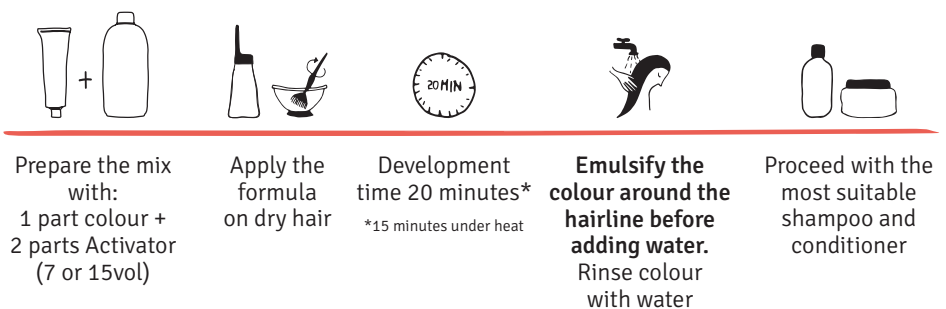 +
20 MIN
Prepare the mix
with:
1 part colour +
2 parts Activator
(7 or 15vol)
Apply the
formula
on dry hair
Development
time 20 minutes*
*15 minutes under heat
Emulsify the
colour around the
hairline before
adding water.
Rinse colour
with water
Proceed with the
most suitable
shampoo and
conditioner